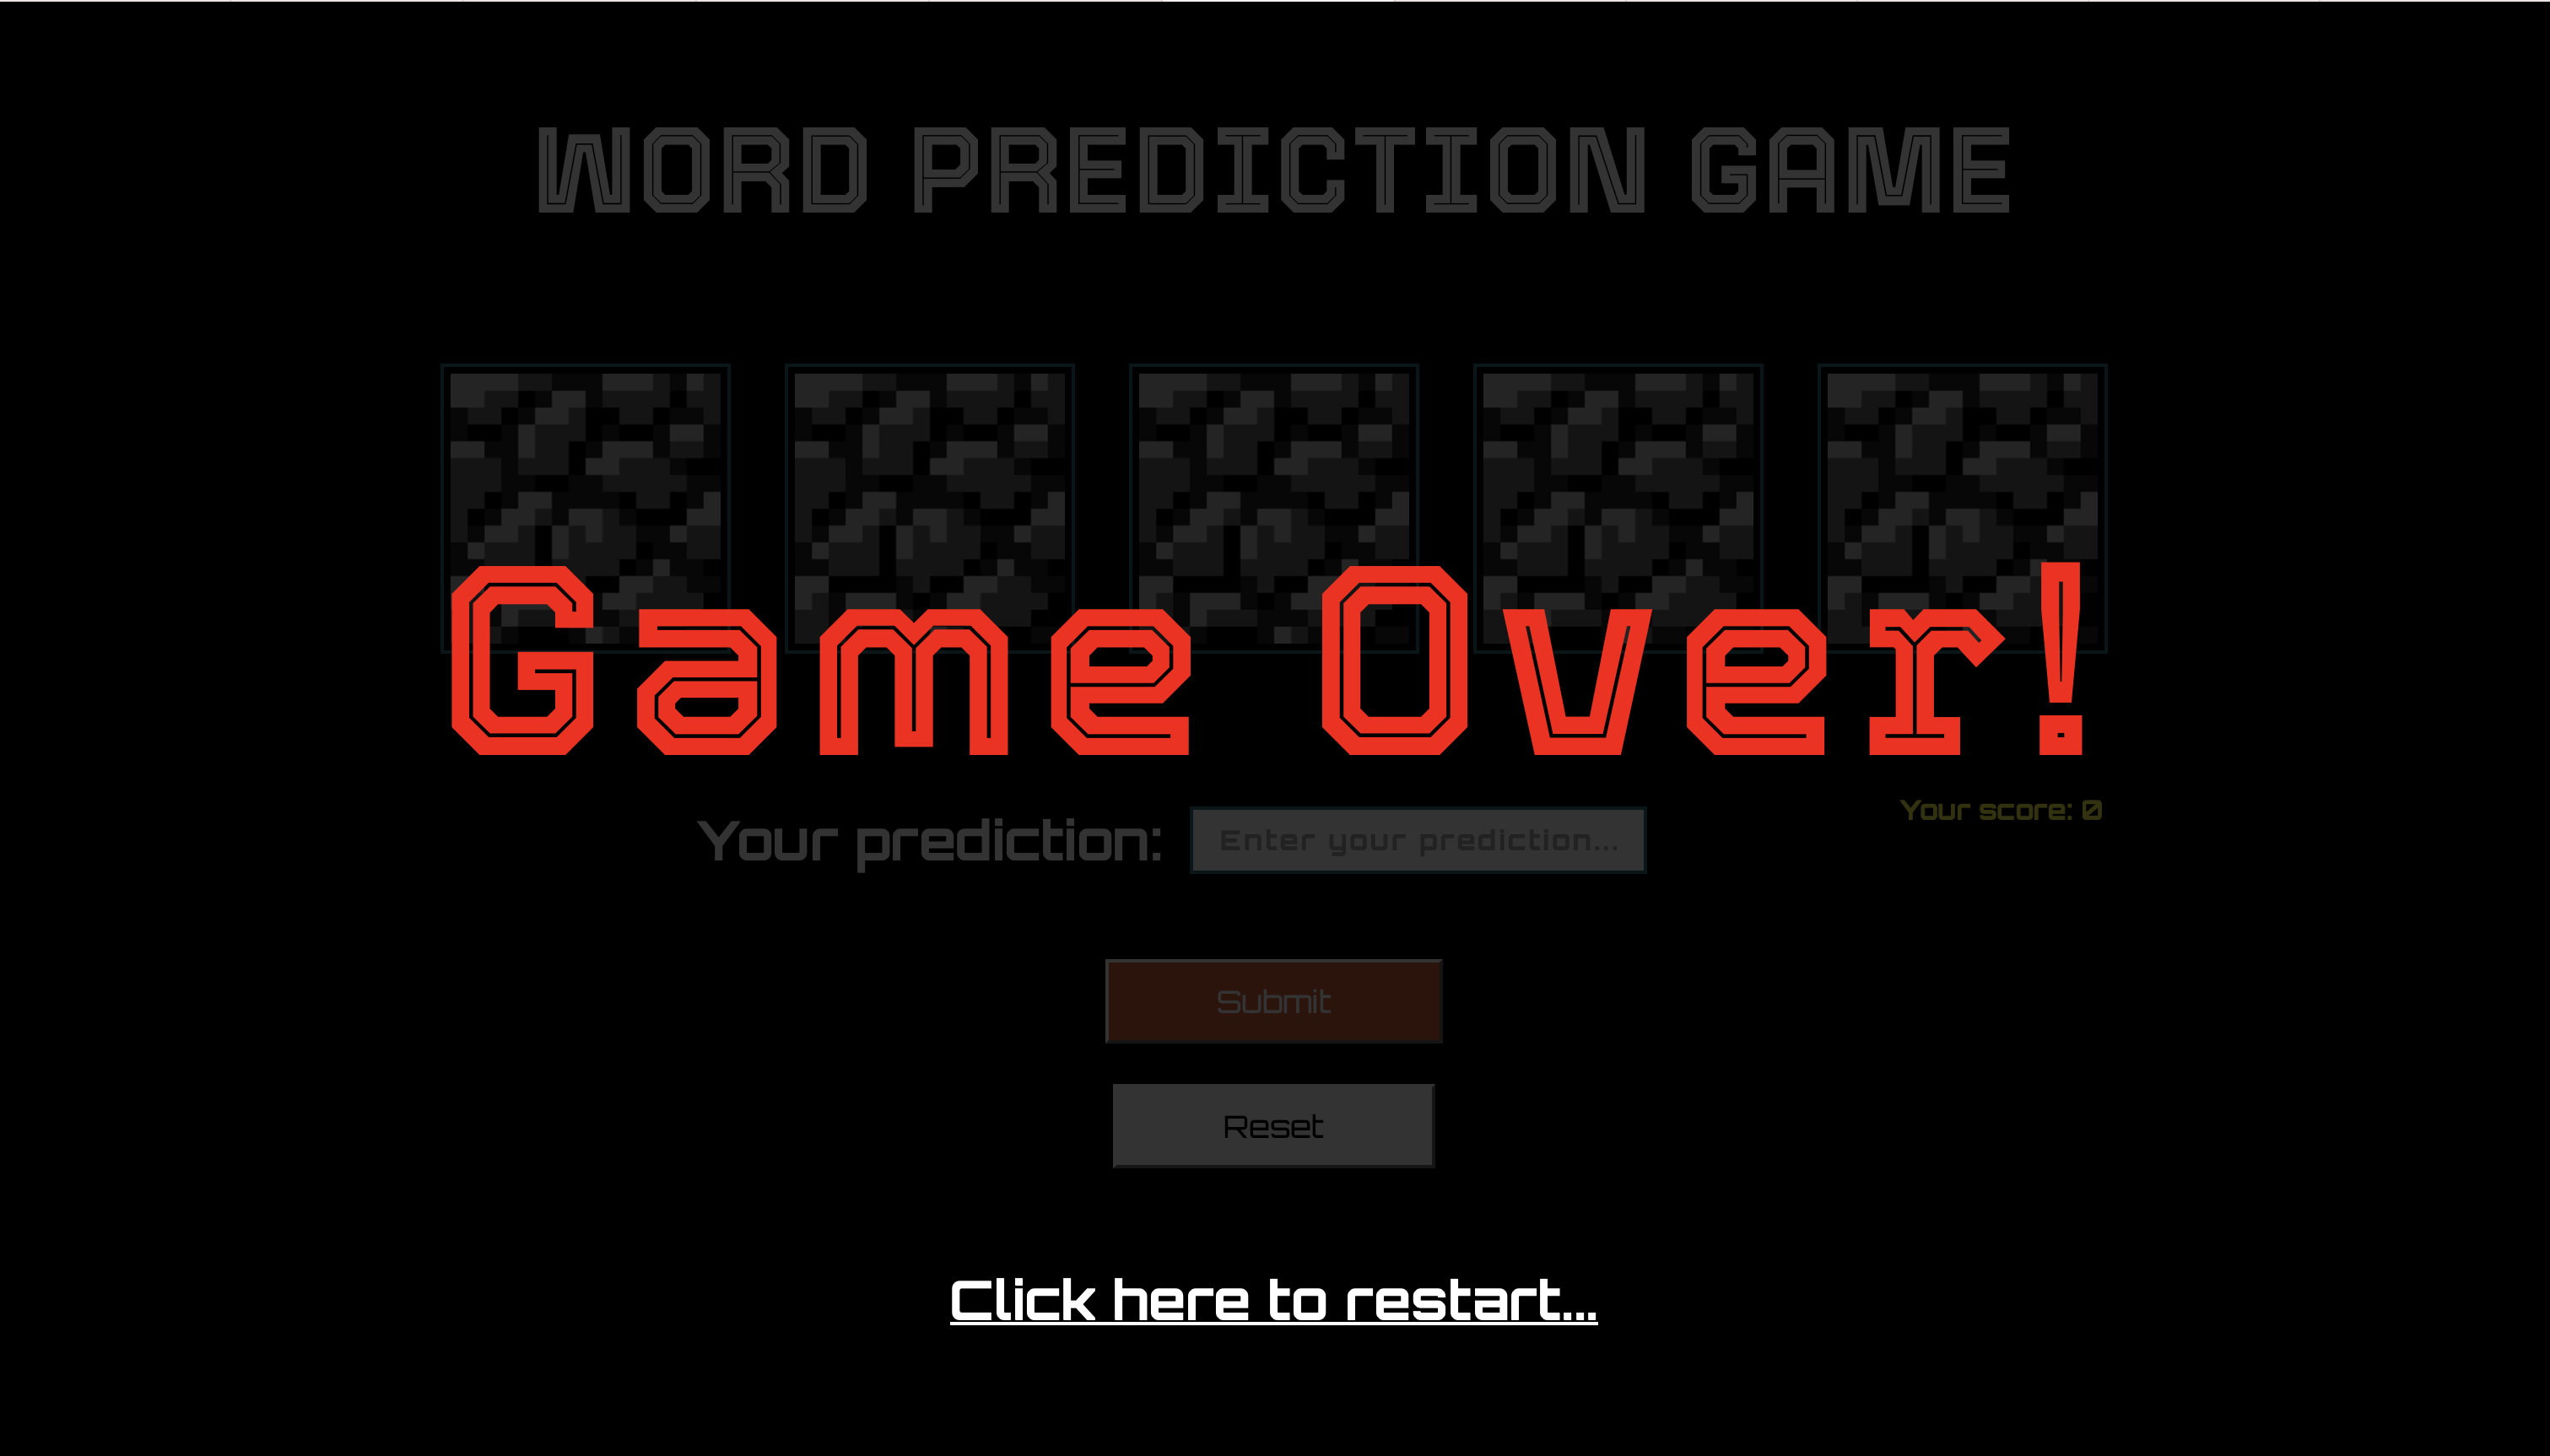 WORD PREDICTION GAME
Game Over!
Your score: 0
Your prediction: Enter your prediction...
Submit
Reset
Click here to restart...